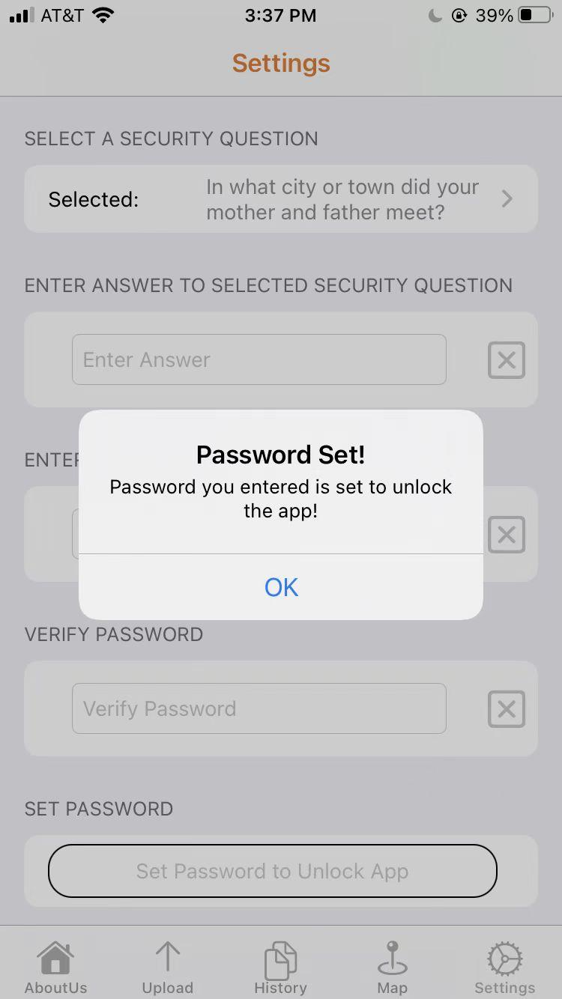 AT&T
3:37 PM
39%
Settings
SELECT A SECURITY QUESTION
Selected:
In what city or town did your
mother and father meet?
ENTER ANSWER TO SELECTED SECURITY QUESTION
Enter Answer
ENTER
Password Set!
Password you entered is set to unlock
the app!
OK
VERIFY PASSWORD
Verify Password
SET PASSWORD
Set Password to Unlock App
AboutUs
Upload
History
Map
Settings